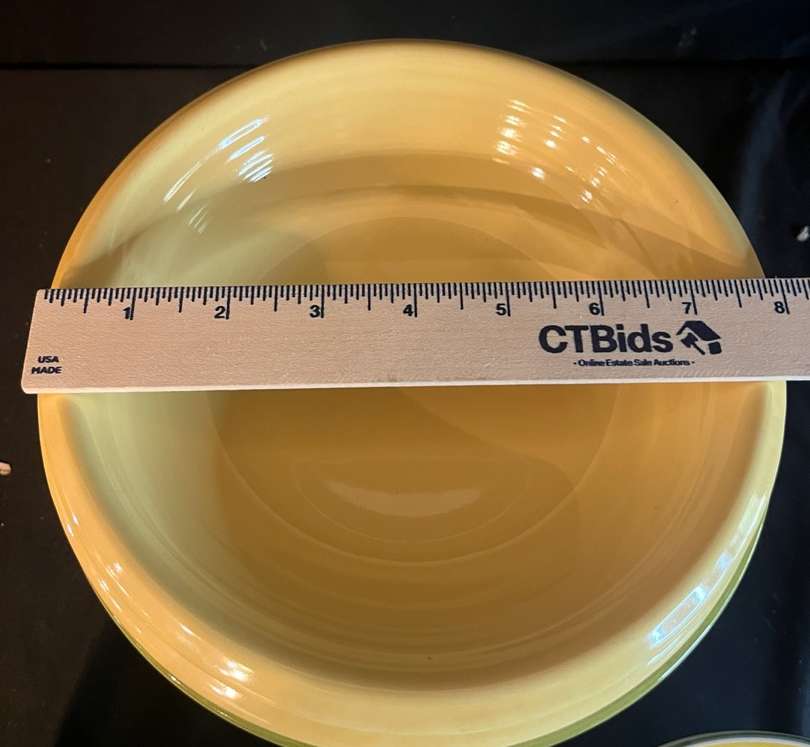 1 2 3 4 5 6 7 8
CTBids
- Online Estate Sale Auctions -
USA
MADE